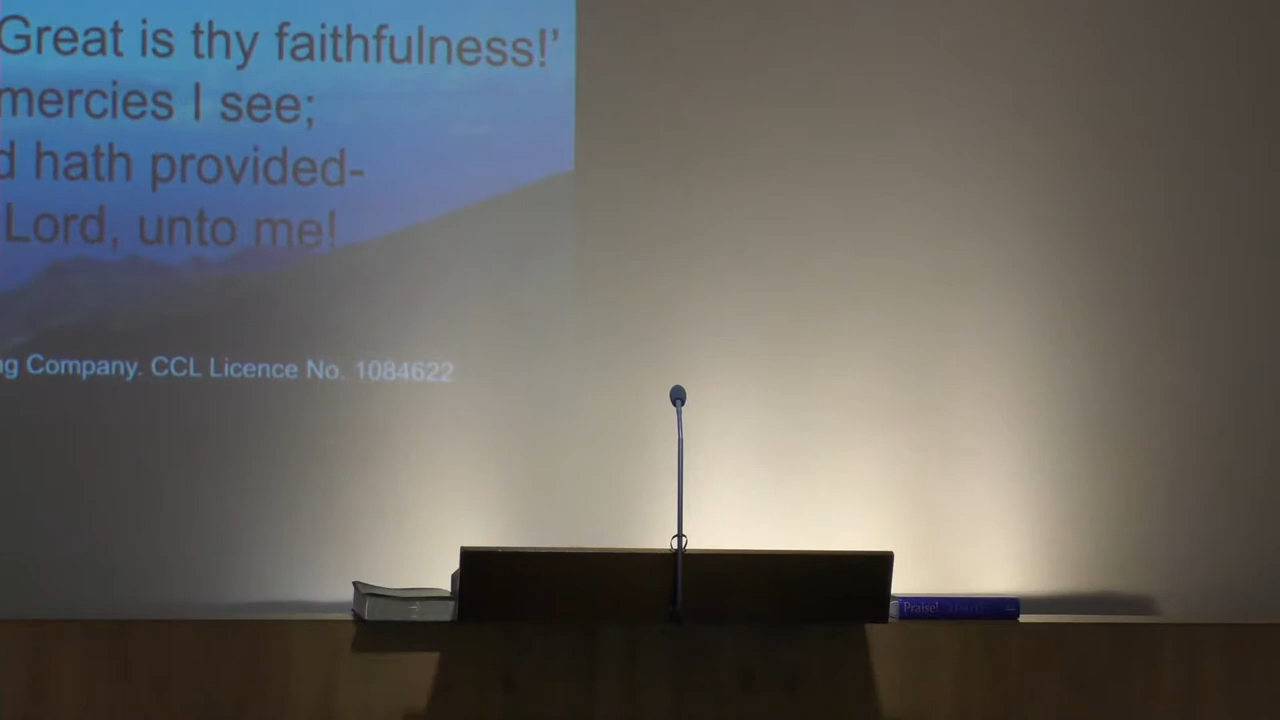 Great is thy faithfulness!’
mercies I see;
d hath provided-
Lord, unto me!
g Company. CCL Licence No. 1084622
Praise!